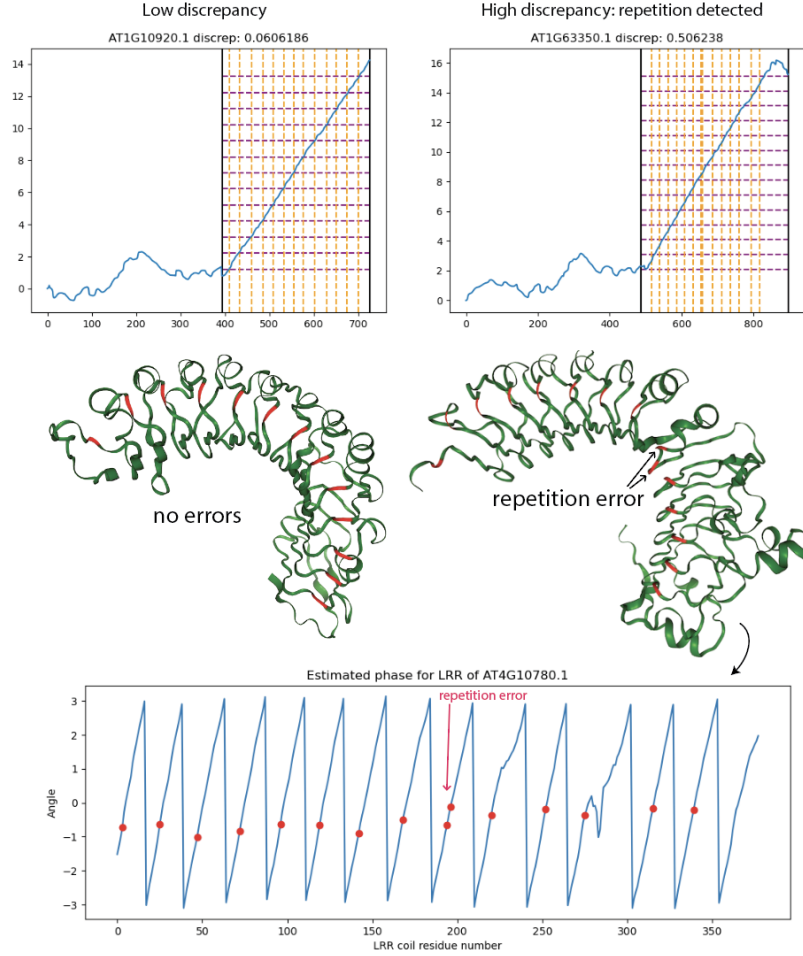 Low discrepancy
High discrepancy: repetition detected
AT1G10920.1 discrep: 0.0606186
AT1G63350.1 discrep: 0.506238
14
12
10
8
6
4
2
0
0 100 200 300 400 500 600 700
16
14
12
10
8
6
4
2
0
0 200 400 600 800
no errors
repetition error
Estimated phase for LRR of AT4G10780.1
repetition error
3
2
1
0
−1
−2
−3
Angle
0 50 100 150 200 250 300 350
LRR coil residue number